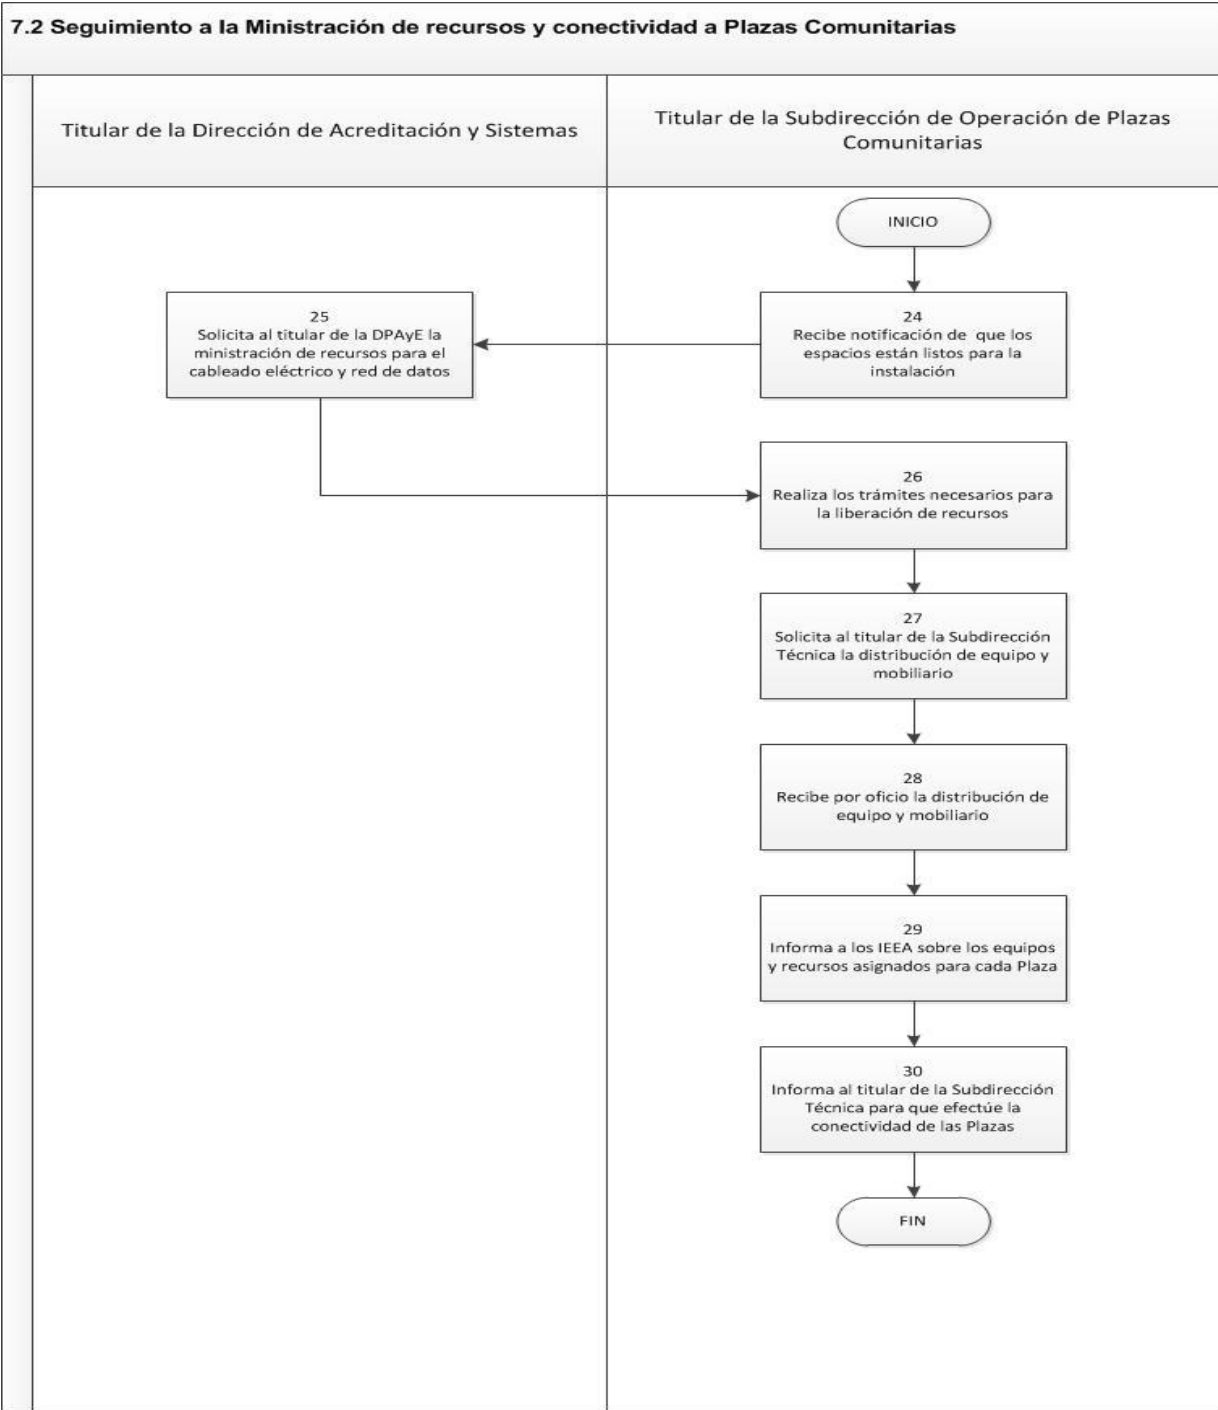 7.2 Seguimiento a la Ministración de recursos y conectividad a Plazas Comunitarias
Titular de la Dirección de Acreditación y Sistemas
Titular de la Subdirección de Operación de Plazas
Comunitarias
INICIO
24
Recibe notificación de que los
espacios están listos para la
instalación
25
Solicita al titular de la DPAyE la
ministración de recursos para el
cableado eléctrico y red de datos
26
Realiza los trámites necesarios para
la liberación de recursos
27
Solicita al titular de la Subdirección
Técnica la distribución de equipo y
mobiliario
28
Recibe por oficio la distribución de
equipo y mobiliario
29
Informa a los IEEA sobre los equipos
y recursos asignados para cada Plaza
30
Informa al titular de la Subdirección
Técnica para que efectúe la
conectividad de las Plazas
FIN